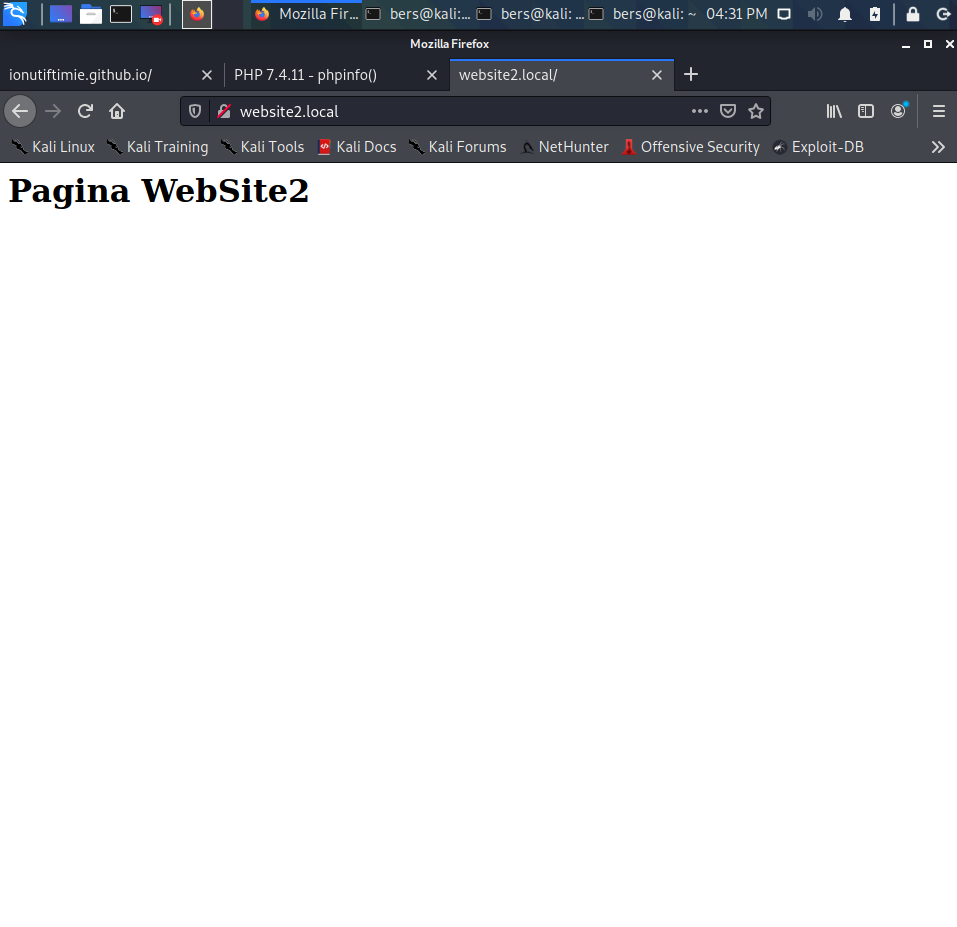 Mozilla Fir... bers@kali:... bers@kali: ... bers@kali: ~ 04:31 PM
Mozilla Firefox
ionutiftimie.github.io/ PHP 7.4.11 - phpinfo() website2.local/
website2.local
Kali Linux Kali Training Kali Tools Kali Docs Kali Forums NetHunter Offensive Security Exploit-DB
Pagina WebSite2